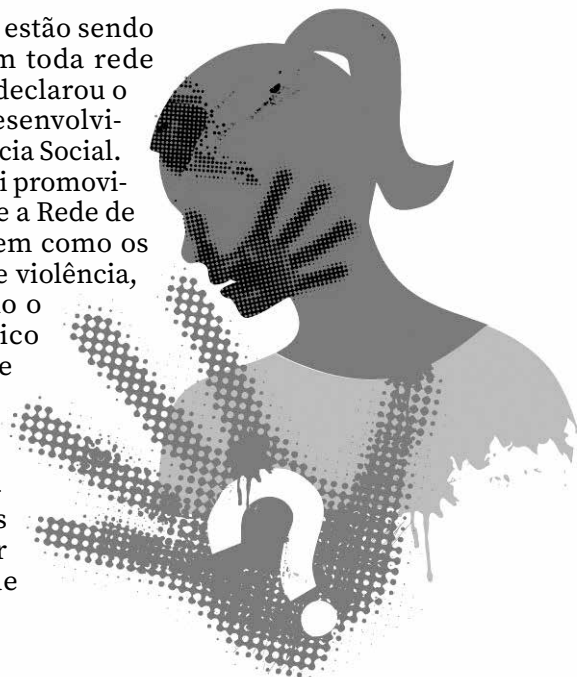 estão sendo
m toda rede
declarou o
esenvolvi-
cia Social.
i promovi-
e a Rede de
em como os
e violência,
o o
ico
e
-
s
r
e
?